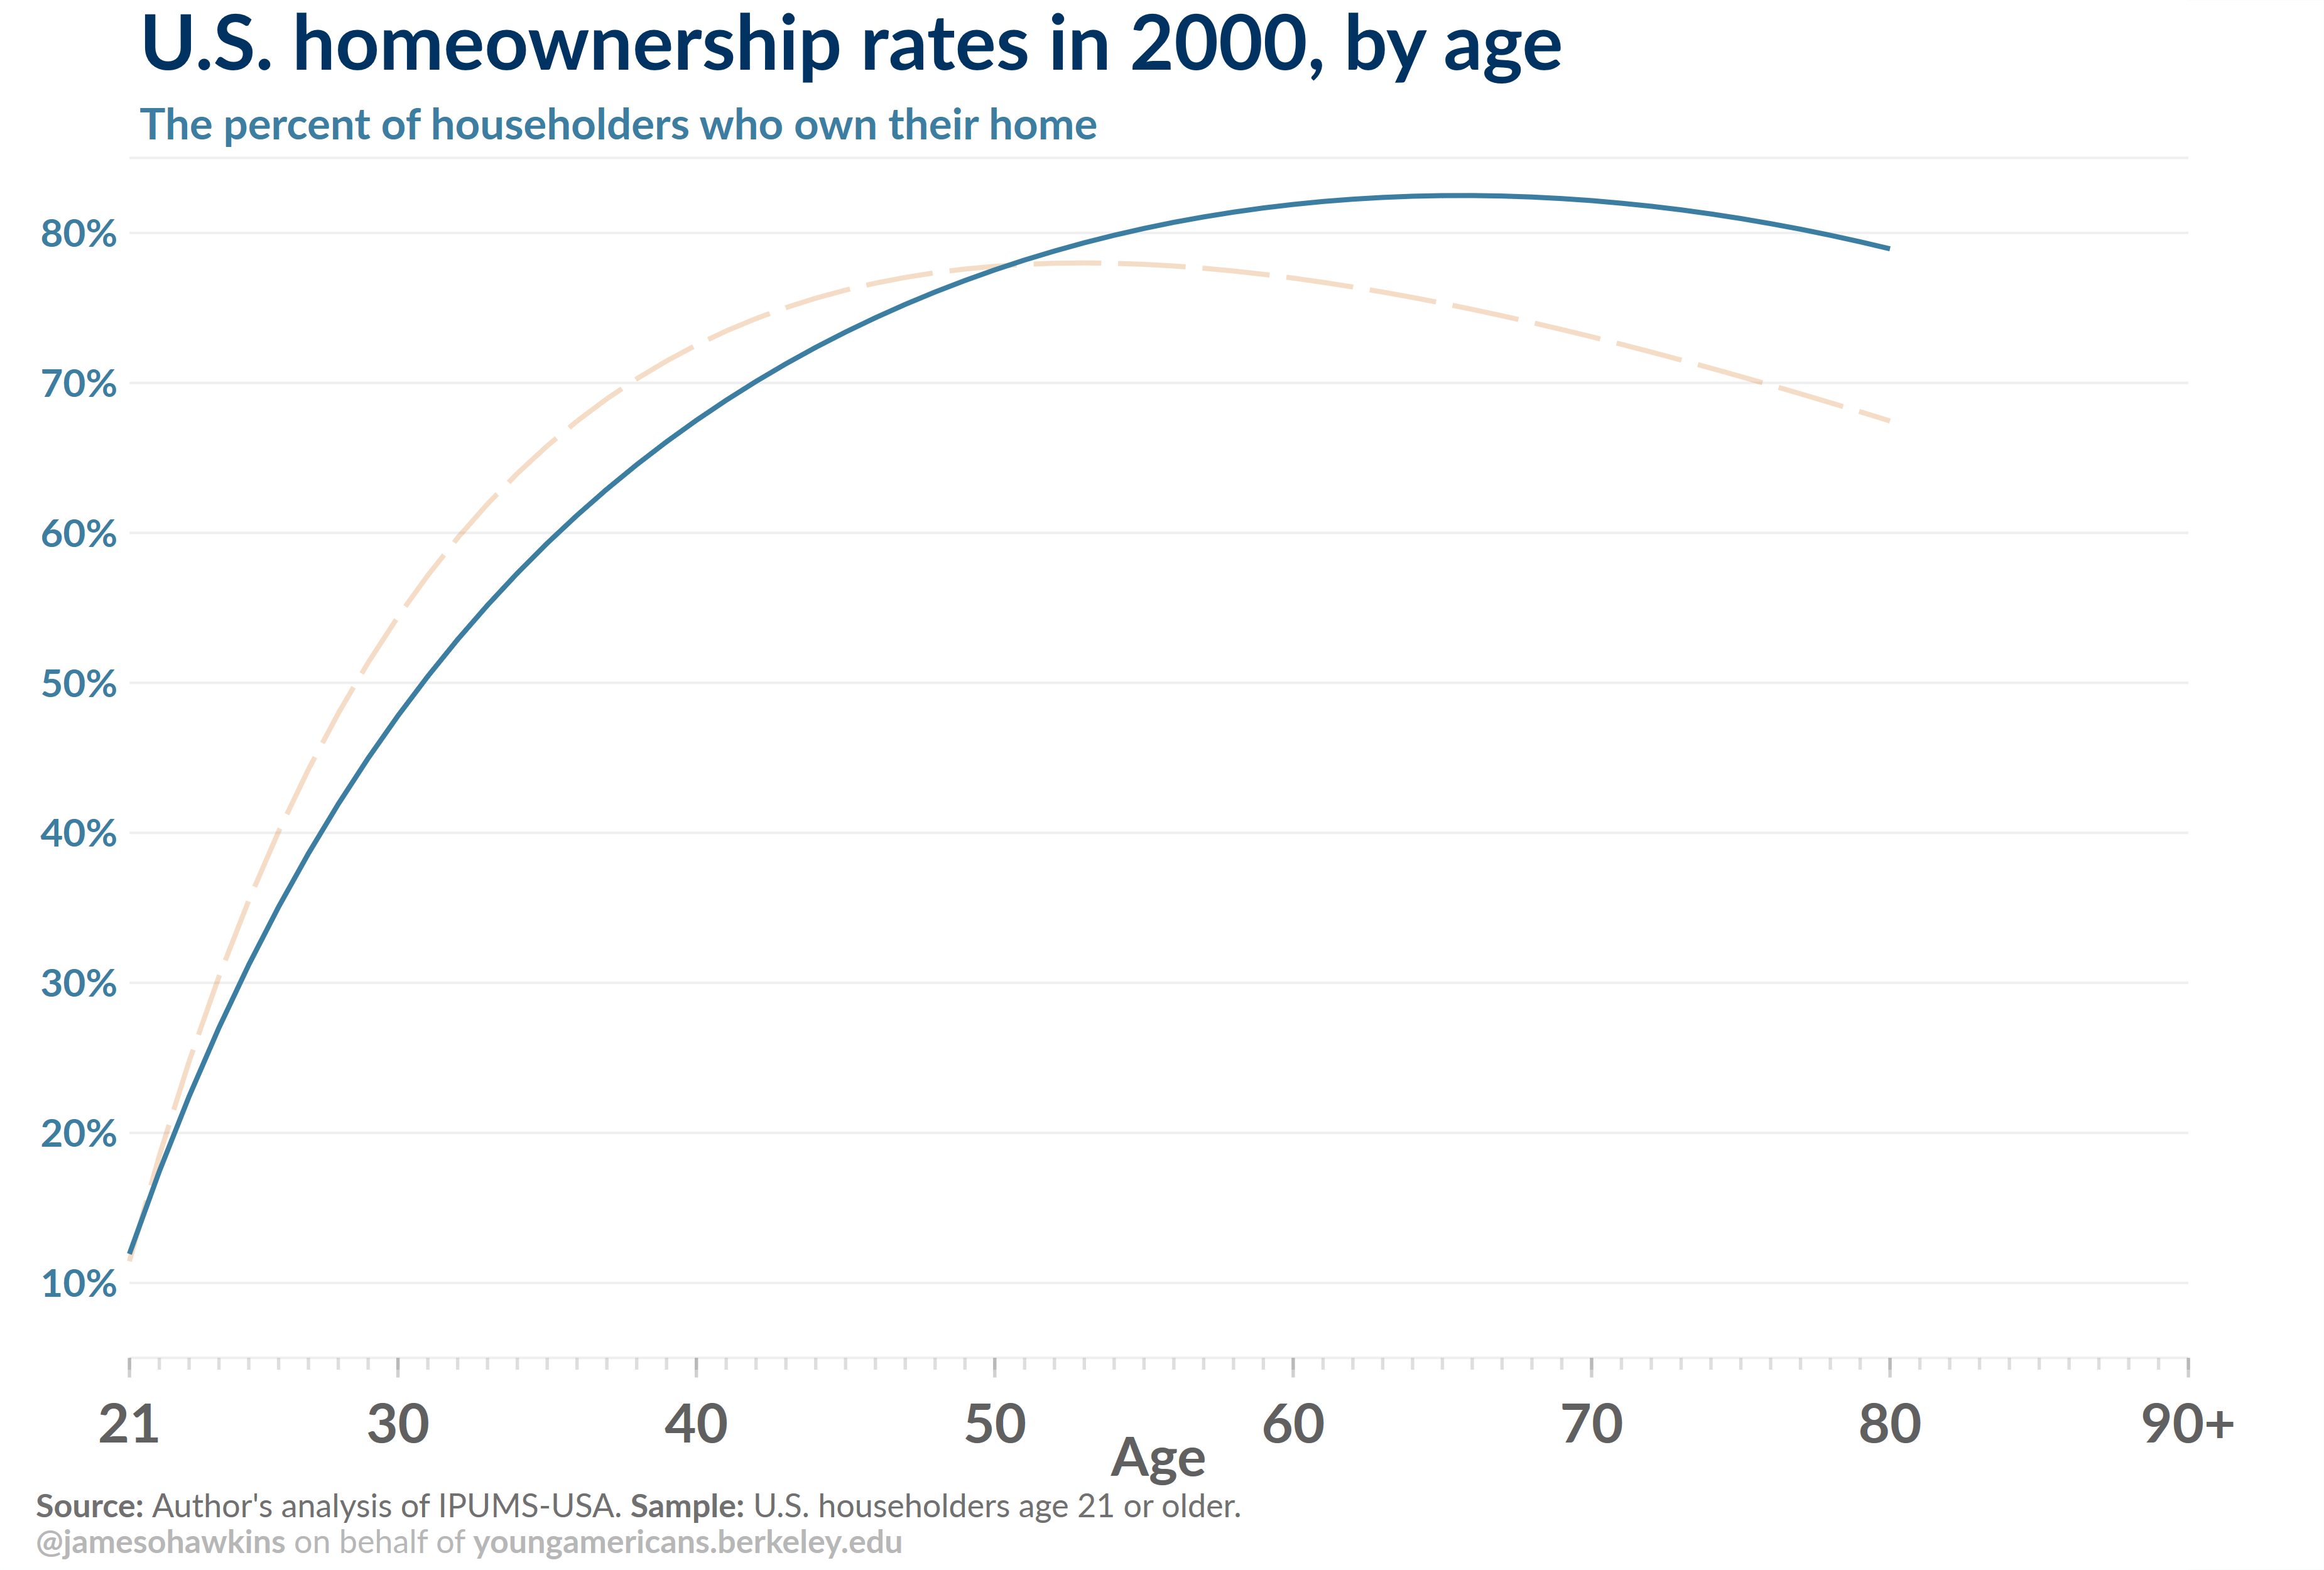 U.S. homeownership rates in 2000, by age
The percent of householders who own their home
80%
70%
60%
50%
40%
30%
20%
10%
21 30 40 50 60 70 80 90+
Age
Source: Author's analysis of IPUMS-USA. Sample: U.S. householders age 21 or older.
@jamesohawkins on behalf of youngamericans.berkeley.edu